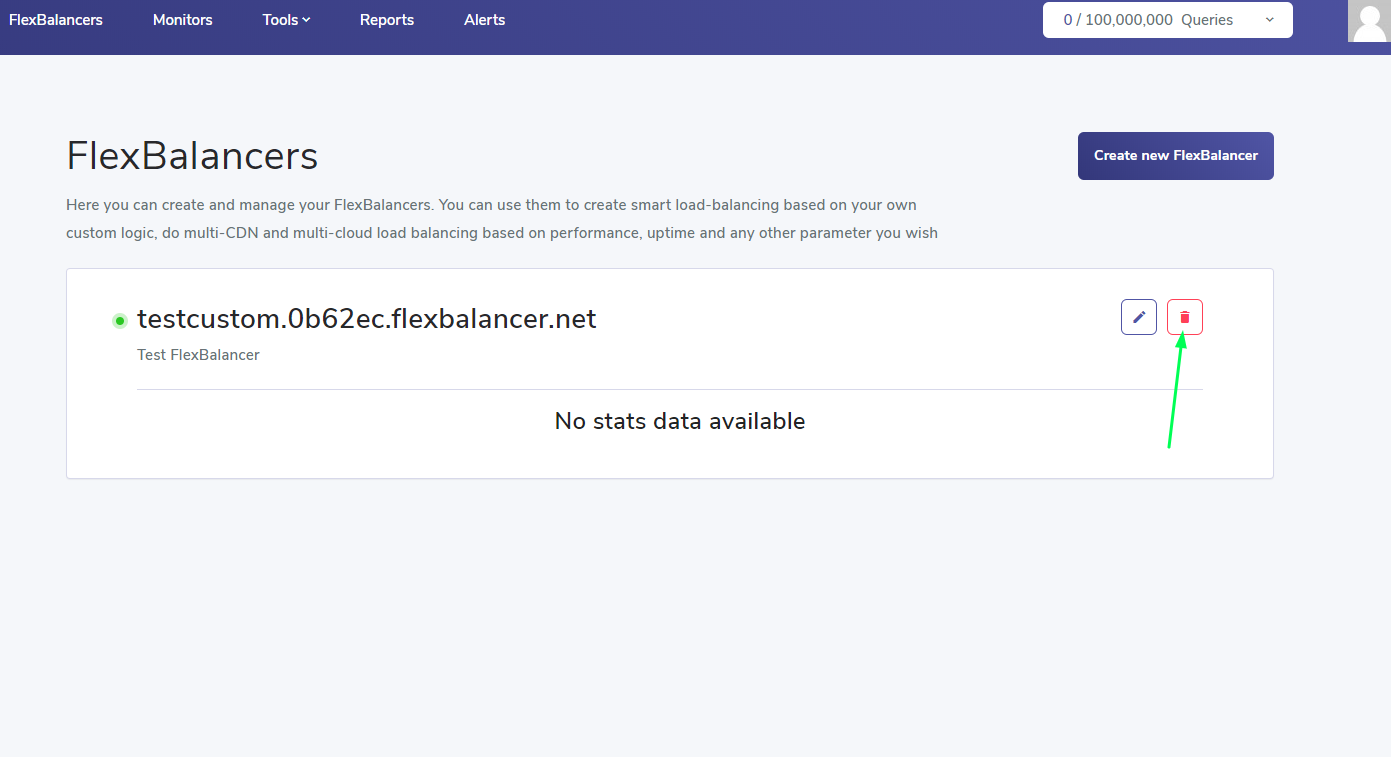 FlexBalancers Monitors Tools Reports Alerts 0 / 100,000,000 Queries
FlexBalancers
Create new FlexBalancer
Here you can create and manage your FlexBalancers. You can use them to create smart load-balancing based on your own
custom logic, do multi-CDN and multi-cloud load balancing based on performance, uptime and any other parameter you wish
testcustom.0b62ec.flexbalancer.net
Test FlexBalancer
No stats data available